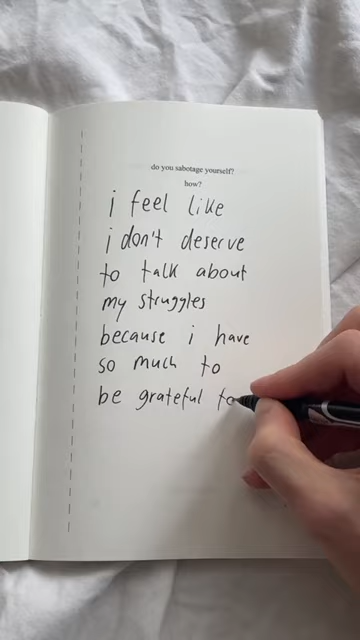 do you sabotage yourself?
how?
i feel like
i don't deserve
to talk about
my struggles
because i have
so much to
be grateful fo